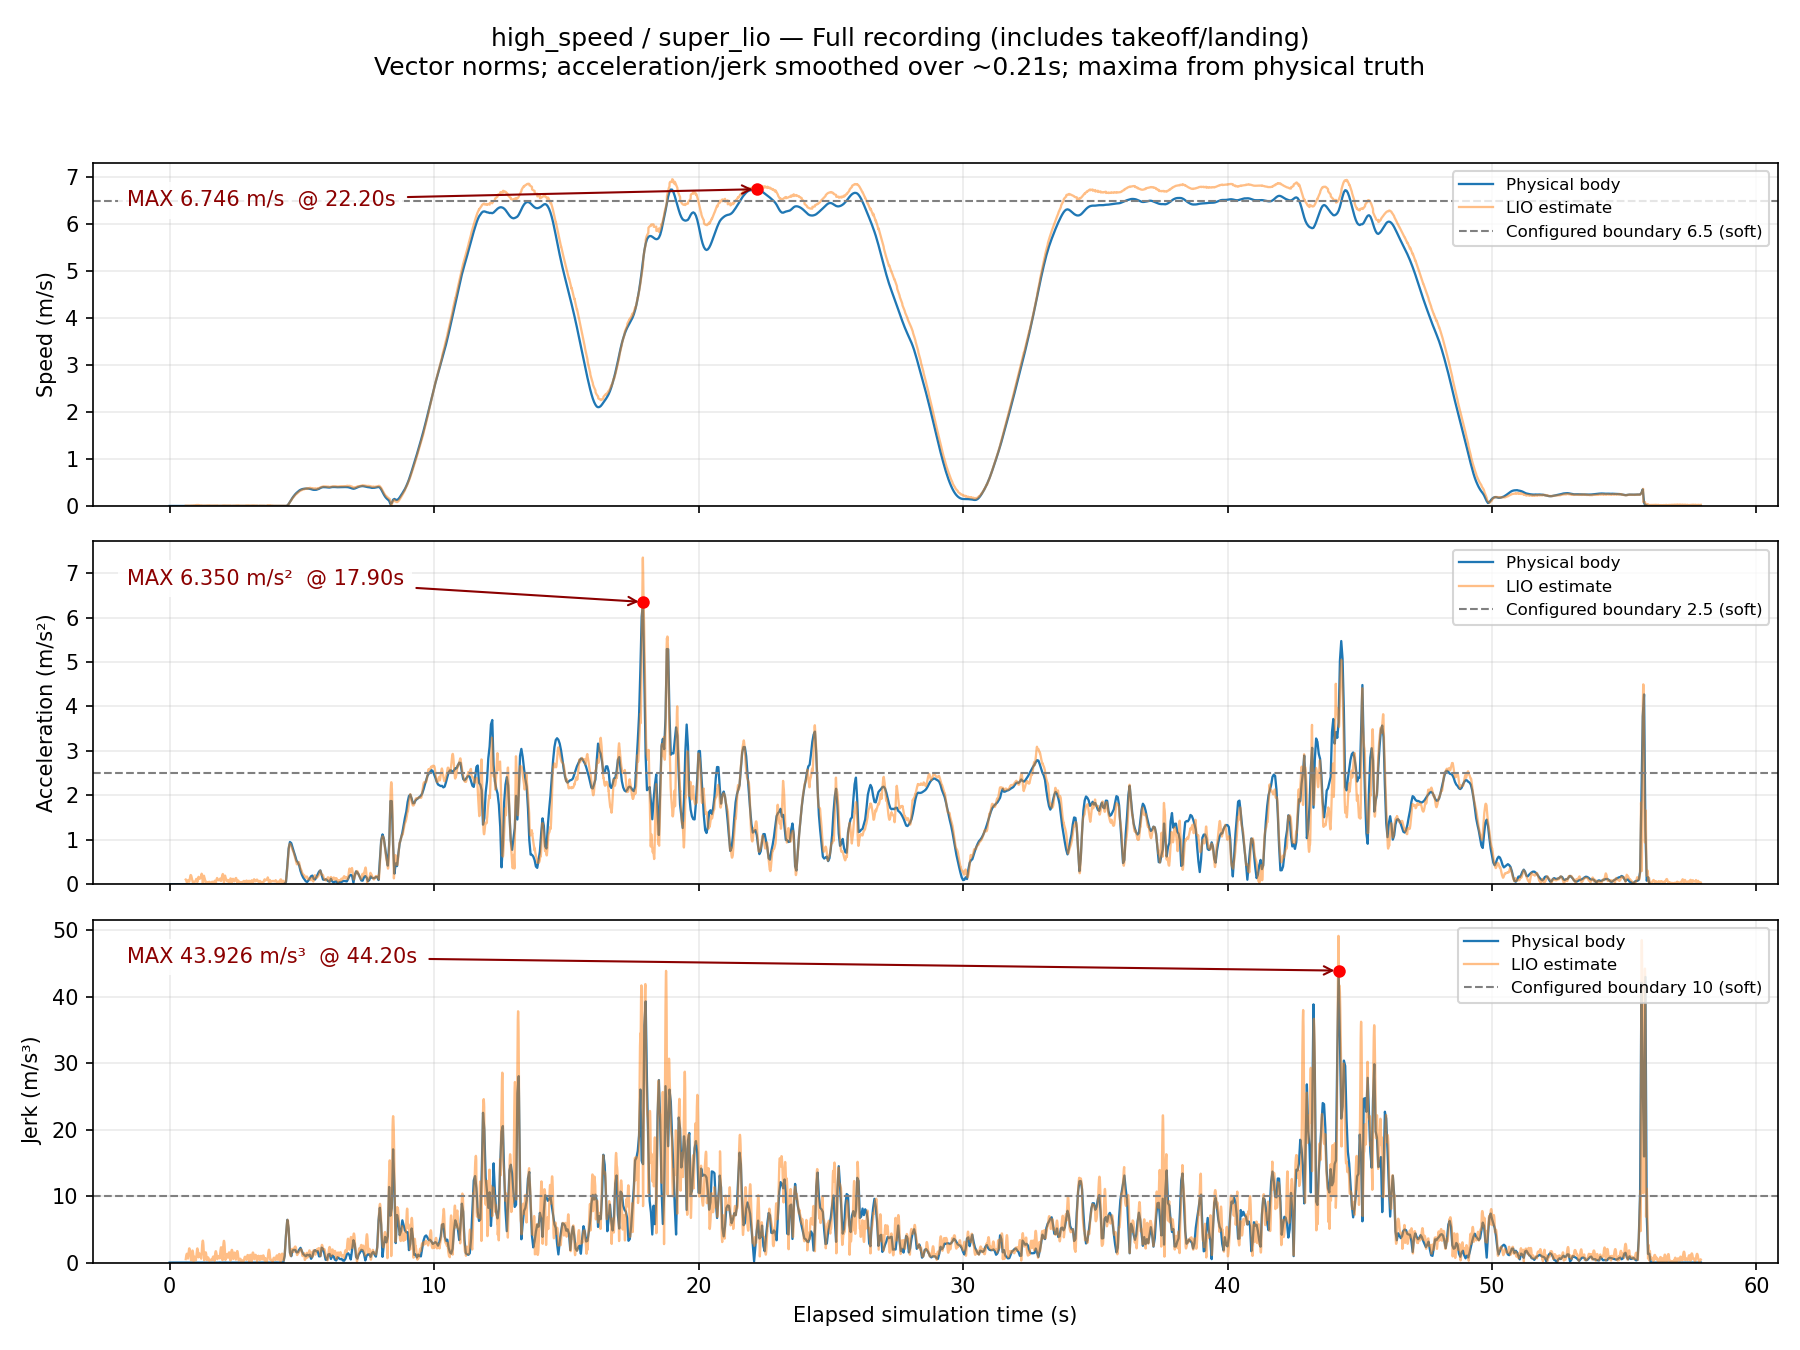 high_speed / super_lio — Full recording (includes takeoff/landing)
Vector norms; acceleration/jerk smoothed over ~0.21s; maxima from physical truth
Speed (m/s)
7
6
5
4
3
2
1
0
MAX 6.746 m/s @ 22.20s
Physical body
LIO estimate
Configured boundary 6.5 (soft)
Acceleration (m/s²)
7
6
5
4
3
2
1
0
MAX 6.350 m/s² @ 17.90s
Physical body
LIO estimate
Configured boundary 2.5 (soft)
Jerk (m/s³)
50
40
30
20
10
0
MAX 43.926 m/s³ @ 44.20s
Physical body
LIO estimate
Configured boundary 10 (soft)
0 10 20 30 40 50 60
Elapsed simulation time (s)